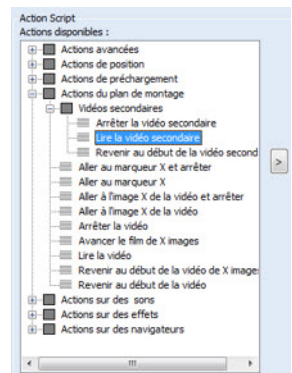 Action Script
Actions disponibles :
Actions avancées
Actions de position
Actions de préchargement
Actions du plan de montage
Vidéos secondaires
Arrêter la vidéo secondaire
Lire la vidéo secondaire
Revenir au début de la vidéo second
Aller au marqueur X et arrêter
Aller au marqueur X
Aller à l'image X de la vidéo et arrêter
Aller à l'image X de la vidéo
Arrêter la vidéo
Avancer le film de X images
Lire la vidéo
Revenir au début de la vidéo de X image
Revenir au début de la vidéo
Actions sur des sons
Actions sur des effets
Actions sur des navigateurs